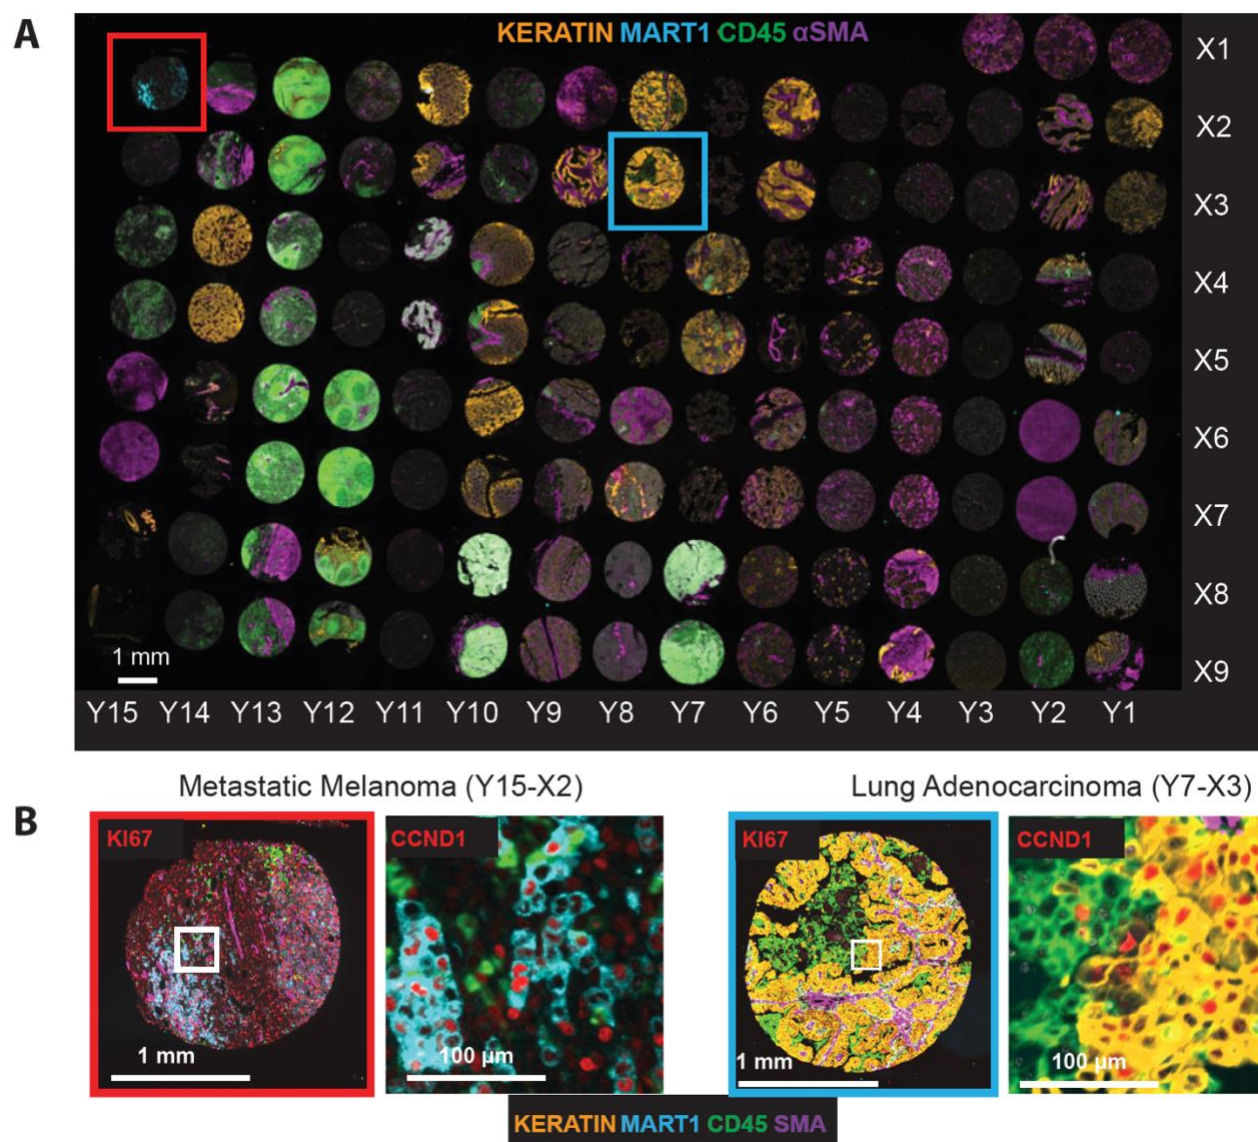 A
KERATIN MART1 CD45 αSMA
X1
X2
X3
X4
X5
X6
X7
X8
X9
1 mm
Y15 Y14 Y13 Y12 Y11 Y10 Y9 Y8 Y7 Y6 Y5 Y4 Y3 Y2 Y1
Metastatic Melanoma (Y15-X2) Lung Adenocarcinoma (Y7-X3)
B
KI67 CCND1 KI67 CCND1
1 mm 100 µm 1 mm 100 µm
KERATIN MART1 CD45 SMA